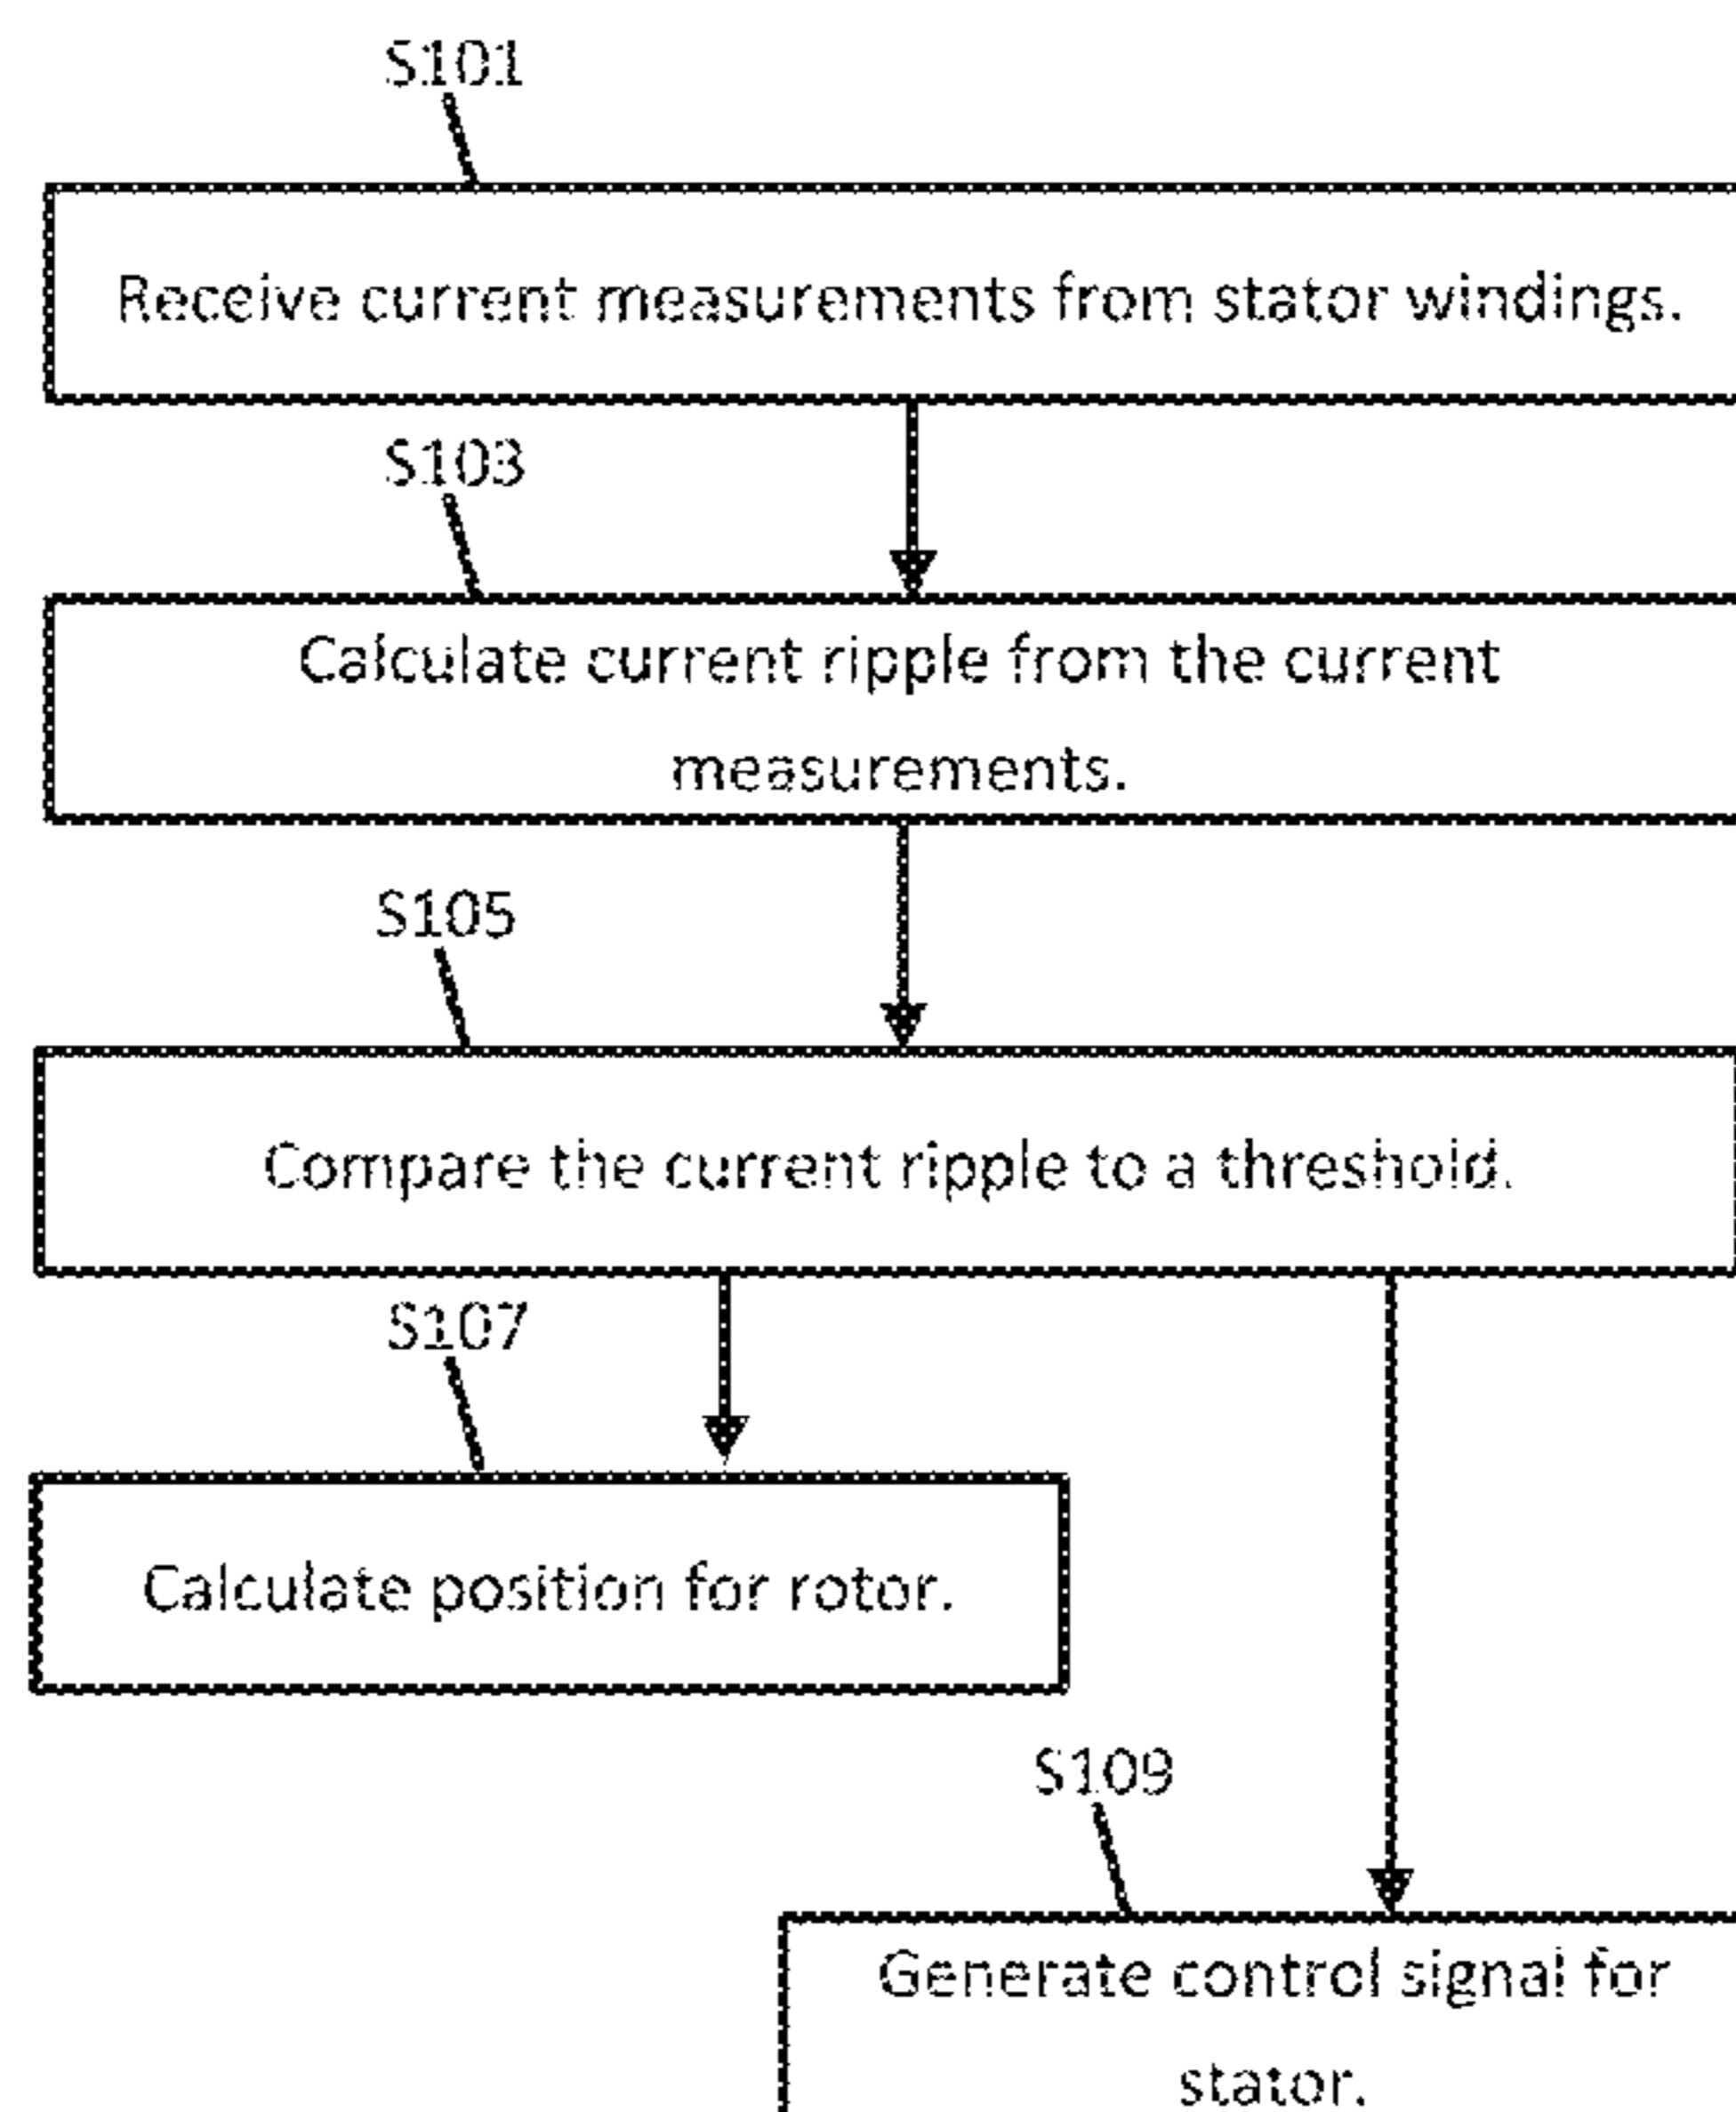 S101
Receive current measurements from stator windings.
S103
Calculate current ripple from the current
measurements.
S105
Compare the current ripple to a threshold.
S107
Calculate position for rotor.
S109
Generate control signal for
stator.